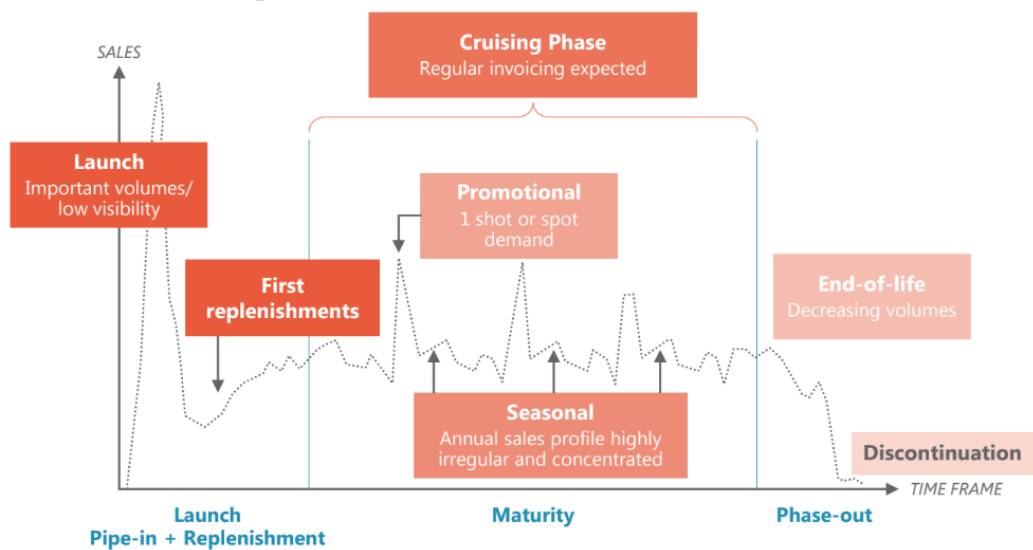 Cruising Phase
Regular invoicing expected
SALES
Launch
Important volumes/
low visibility
Promotional
1 shot or spot
demand
First
replenishments
End-of-life
Decreasing volumes
Seasonal
Annual sales profile highly
irregular and concentrated
Discontinuation
TIME FRAME
Launch
Pipe-in + Replenishment
Maturity
Phase-out